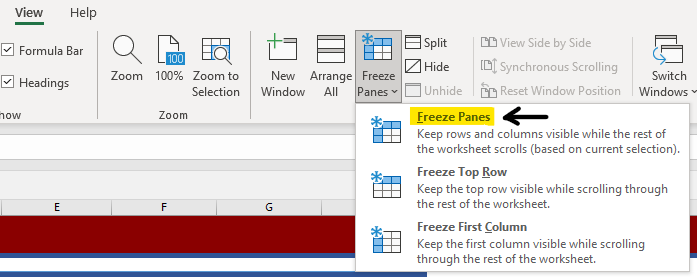 View Help
Formula Bar
Headings
how
Zoom
100%
Zoom to
Selection
Zoom
100
New
Window
Arrange
All
Freeze
Panes
Split
Hide
Unhide
View Side by Side
Synchronous Scrolling
Reset Window Position
Switch
Windows
Freeze Panes
Keep rows and columns visible while the rest of
the worksheet scrolls (based on current selection).
Freeze Top Row
Keep the top row visible while scrolling through
the rest of the worksheet.
Freeze First Column
Keep the first column visible while scrolling
through the rest of the worksheet.
E F G